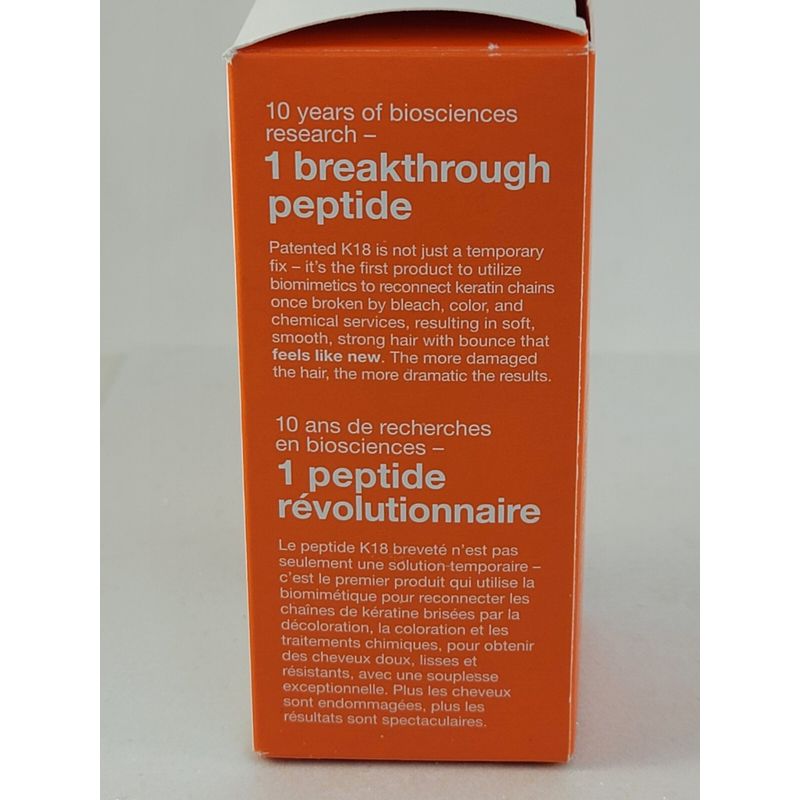 10 years of biosciences
research –
1 breakthrough
peptide
Patented K18 is not just a temporary
fix – it's the first product to utilize
biomimetics to reconnect keratin chains
once broken by bleach, color, and
chemical services, resulting in soft,
smooth, strong hair with bounce that
feels like new. The more damaged
the hair, the more dramatic the results.
10 ans de recherches
en biosciences –
1 peptide
révolutionnaire
Le peptide K18 breveté n'est pas
seulement une solution temporaire –
c'est le premier produit qui utilise la
biomimétique pour reconnecter les
chaînes de kératine brisées par la
décoloration, la coloration et les
traitements chimiques, pour obtenir
des cheveux doux, lisses et
résistants, avec une souplesse
exceptionnelle. Plus les cheveux
sont endommagées, plus les
résultats sont spectaculaires.